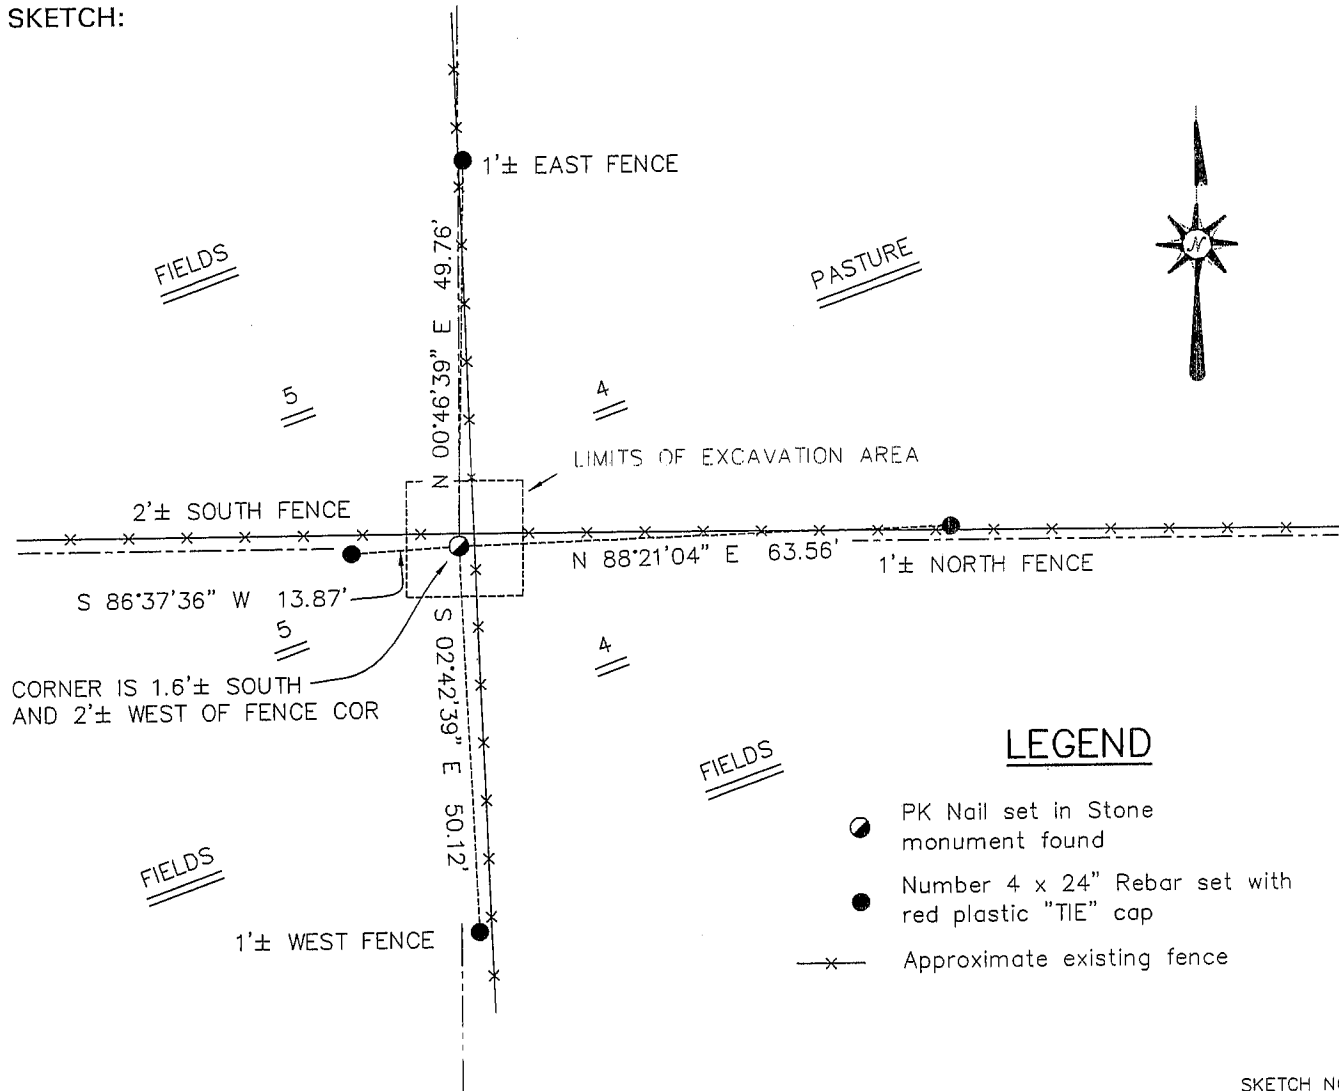 SKETCH:
1'± EAST FENCE
N 00°46'39" E 49.76'
FIELDS
PASTURE
N
5
4
LIMITS OF EXCAVATION AREA
2'± SOUTH FENCE
N 88°21'04" E 63.56'
1'± NORTH FENCE
S 86°37'36" W 13.87'
5
4
S 02°42'39" E 50.12'
CORNER IS 1.6'± SOUTH
AND 2'± WEST OF FENCE COR
FIELDS
FIELDS
1'± WEST FENCE
LEGEND
PK Nail set in Stone
monument found
Number 4 x 24" Rebar set with
red plastic "TIE" cap
Approximate existing fence
SKETCH NO